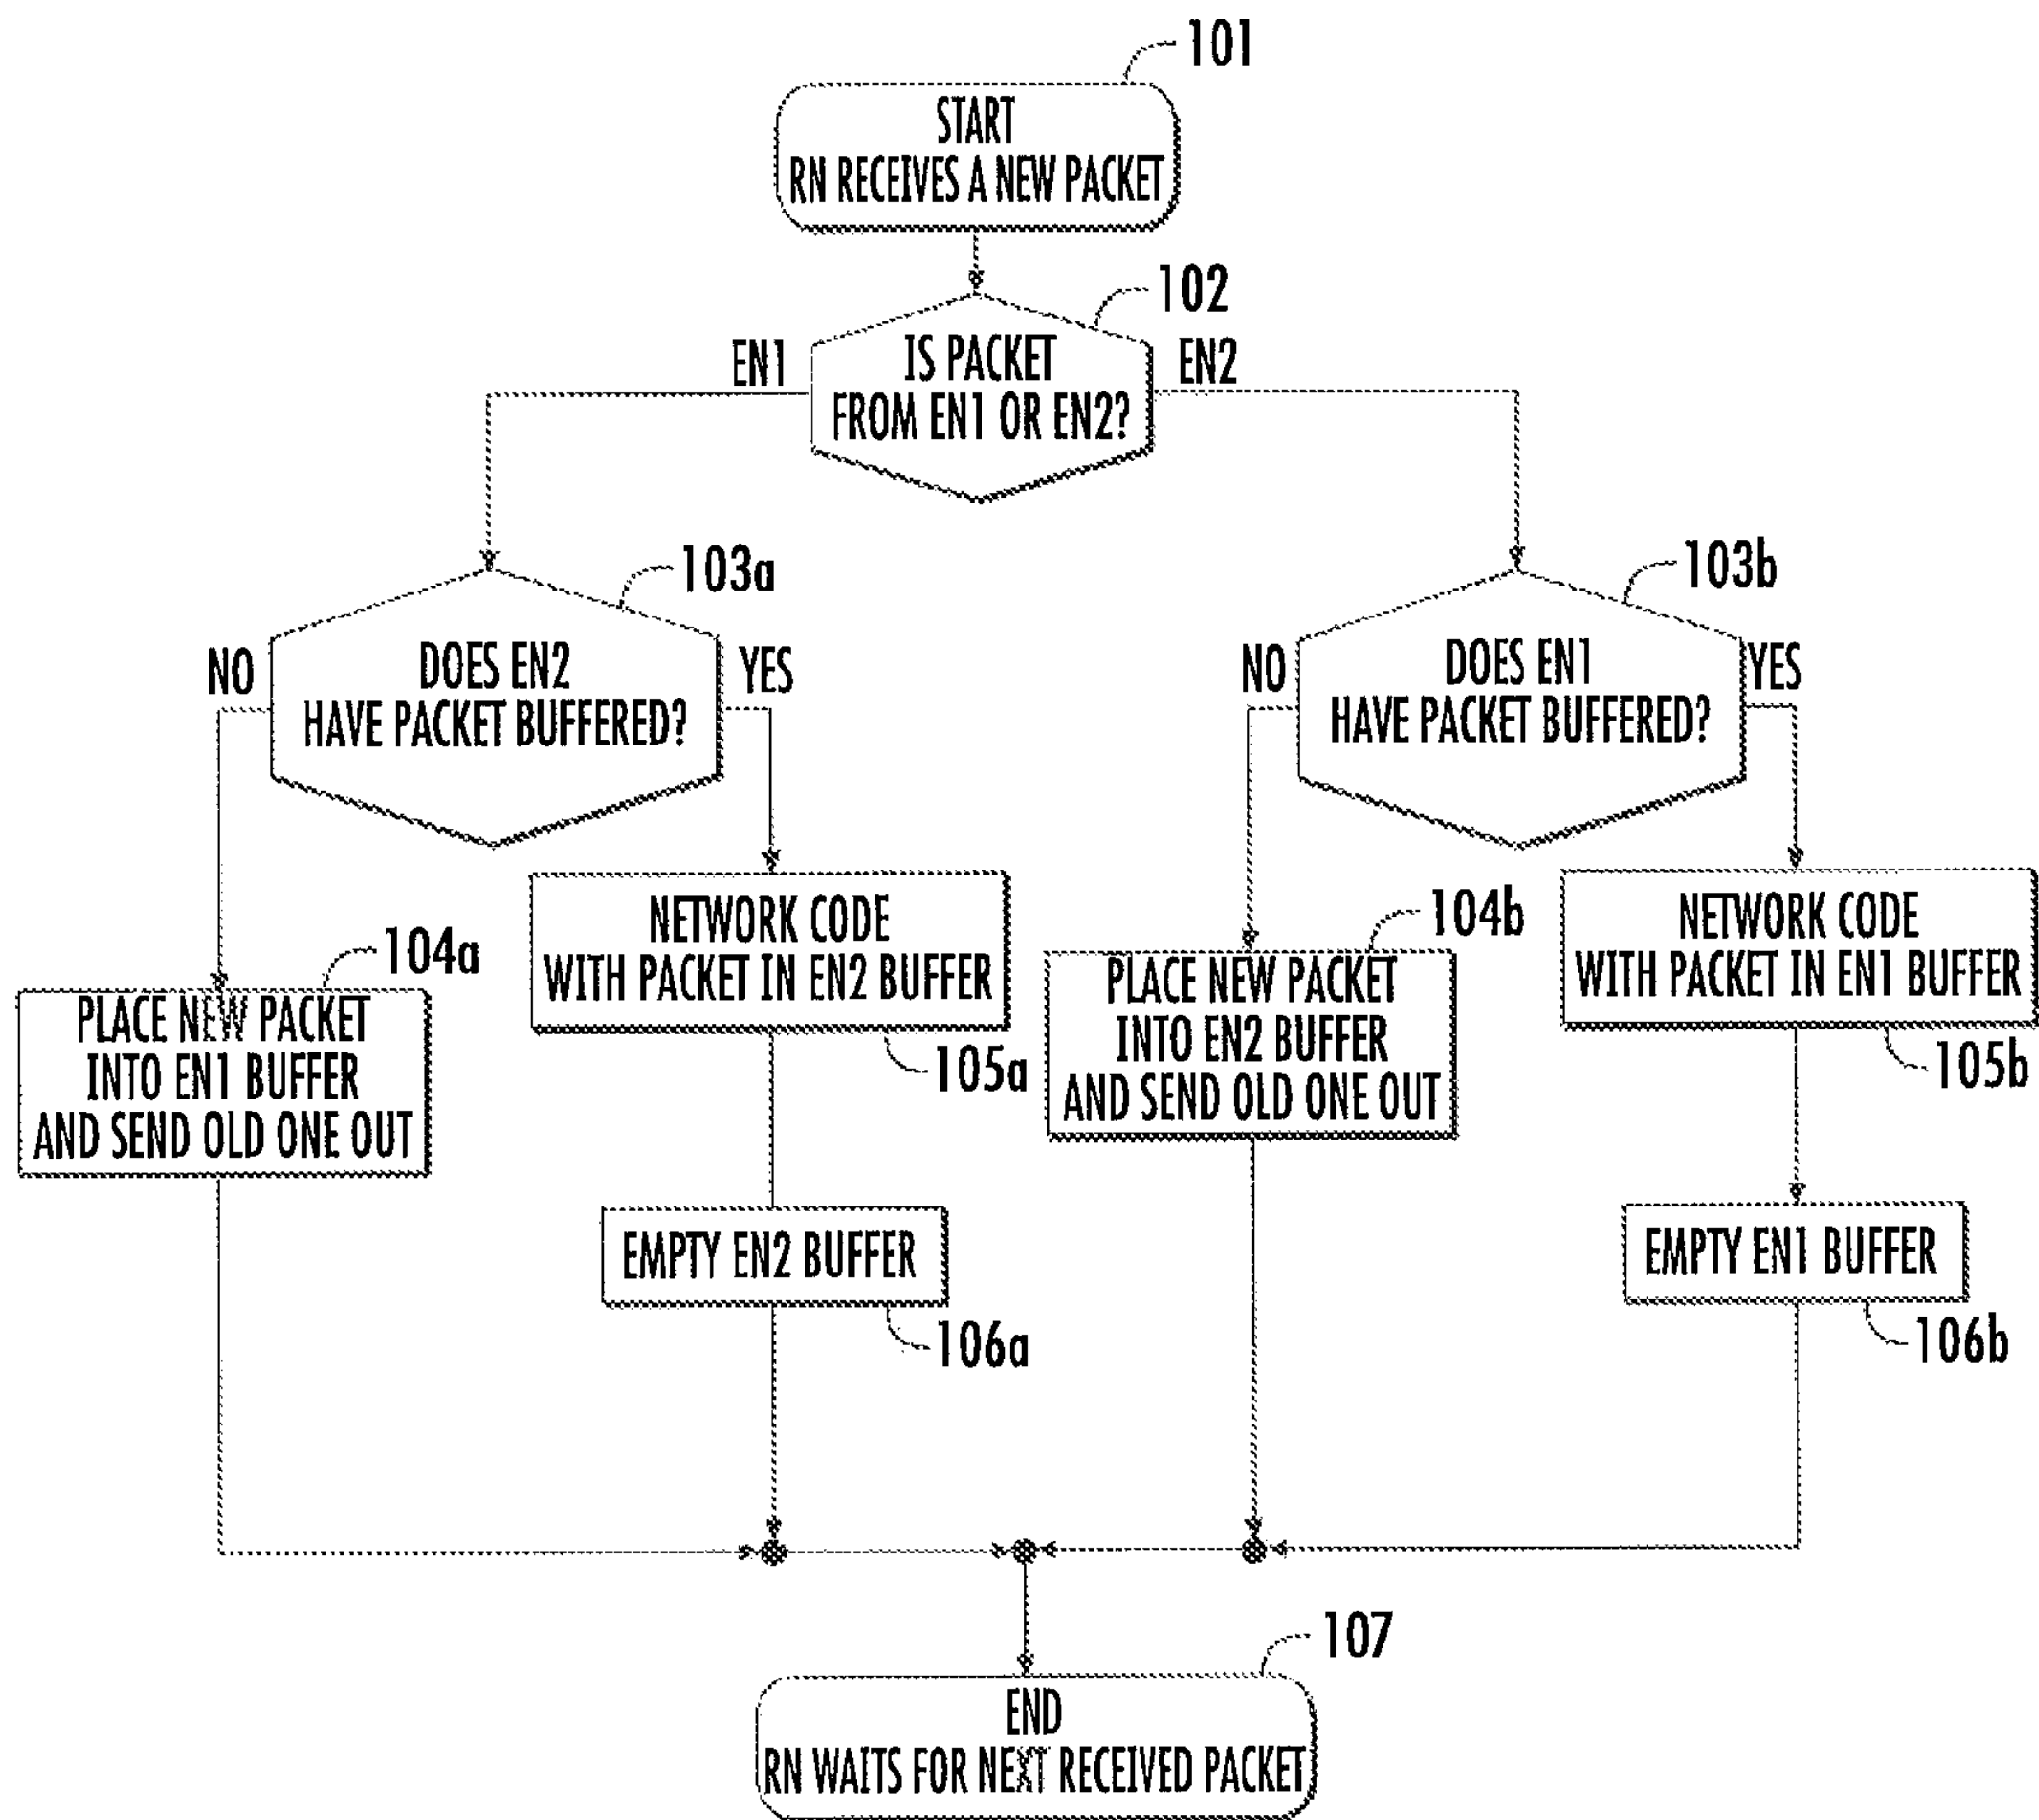 101
START
RN RECEIVES A NEW PACKET
102
EN1
IS PACKET
FROM EN1 OR EN2?
EN2
103a
103b
NO
DOES EN2
HAVE PACKET BUFFERED?
YES
NO
DOES EN1
HAVE PACKET BUFFERED?
YES
104a
PLACE NEW PACKET
INTO EN1 BUFFER
AND SEND OLD ONE OUT
NETWORK CODE
WITH PACKET IN EN2 BUFFER
105a
104b
PLACE NEW PACKET
INTO EN2 BUFFER
AND SEND OLD ONE OUT
NETWORK CODE
WITH PACKET IN EN1 BUFFER
105b
EMPTY EN2 BUFFER
106a
EMPTY EN1 BUFFER
106b
107
END
RN WAITS FOR NEXT RECEIVED PACKET